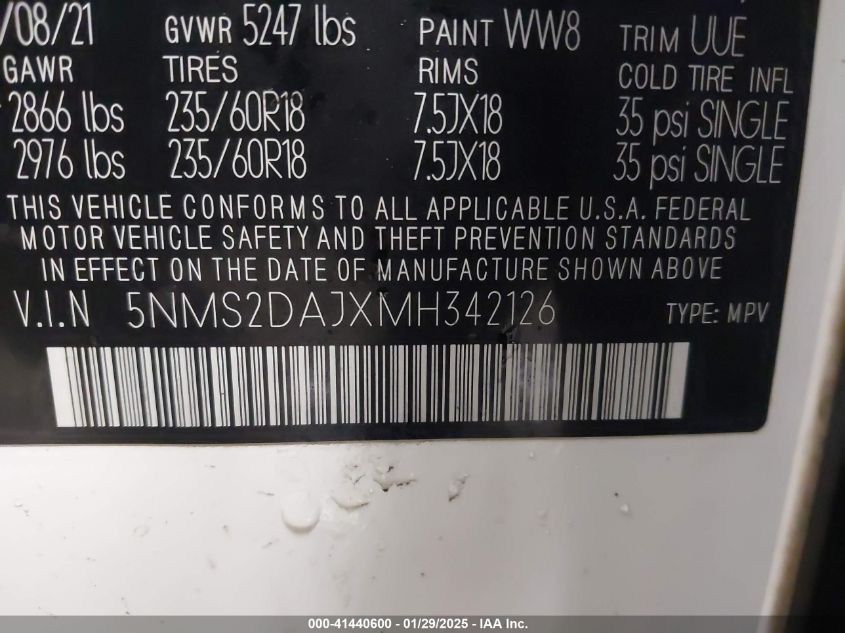 /08/21 GVWR 5247 lbs PAINT WW8 TRIM UUE
GAWR TIRES RIMS COLD TIRE INFL
2866 lbs 235/60R18 7.5JX18 35 psi SINGLE
2976 lbs 235/60R18 7.5JX18 35 psi SINGLE
THIS VEHICLE CONFORMS TO ALL APPLICABLE U.S.A. FEDERAL
MOTOR VEHICLE SAFETY AND THEFT PREVENTION STANDARDS
IN EFFECT ON THE DATE OF MANUFACTURE SHOWN ABOVE
V.I.N 5NMS2DAJXMH342126 TYPE: MPV
000-41440600 - 01/29/2025 - IAA Inc.